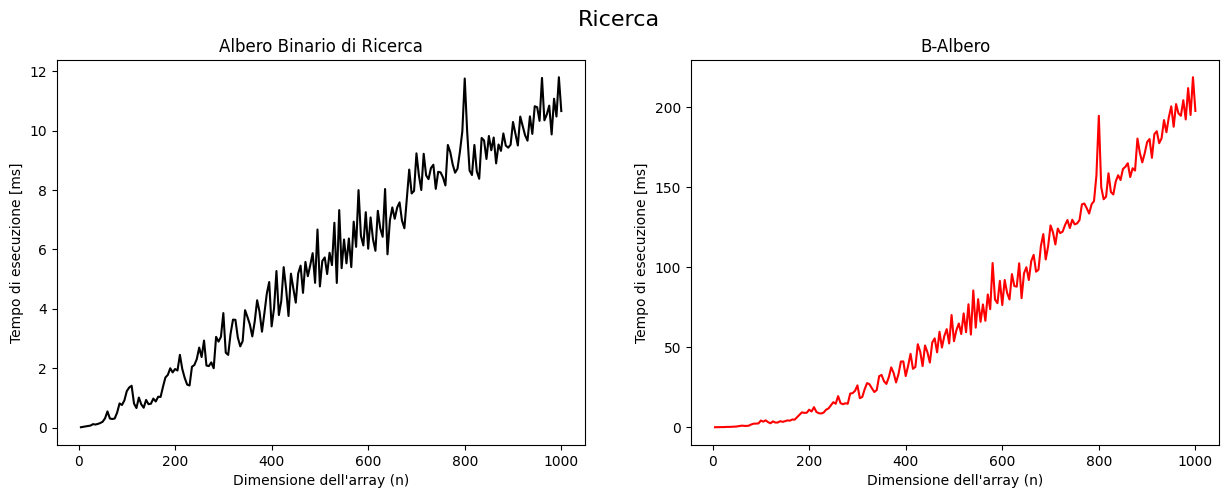 Ricerca
Albero Binario di Ricerca
Tempo di esecuzione [ms]
12
10
8
6
4
2
0
0 200 400 600 800 1000
Dimensione dell'array (n)
B-Albero
Tempo di esecuzione [ms]
200
150
100
50
0
0 200 400 600 800 1000
Dimensione dell'array (n)